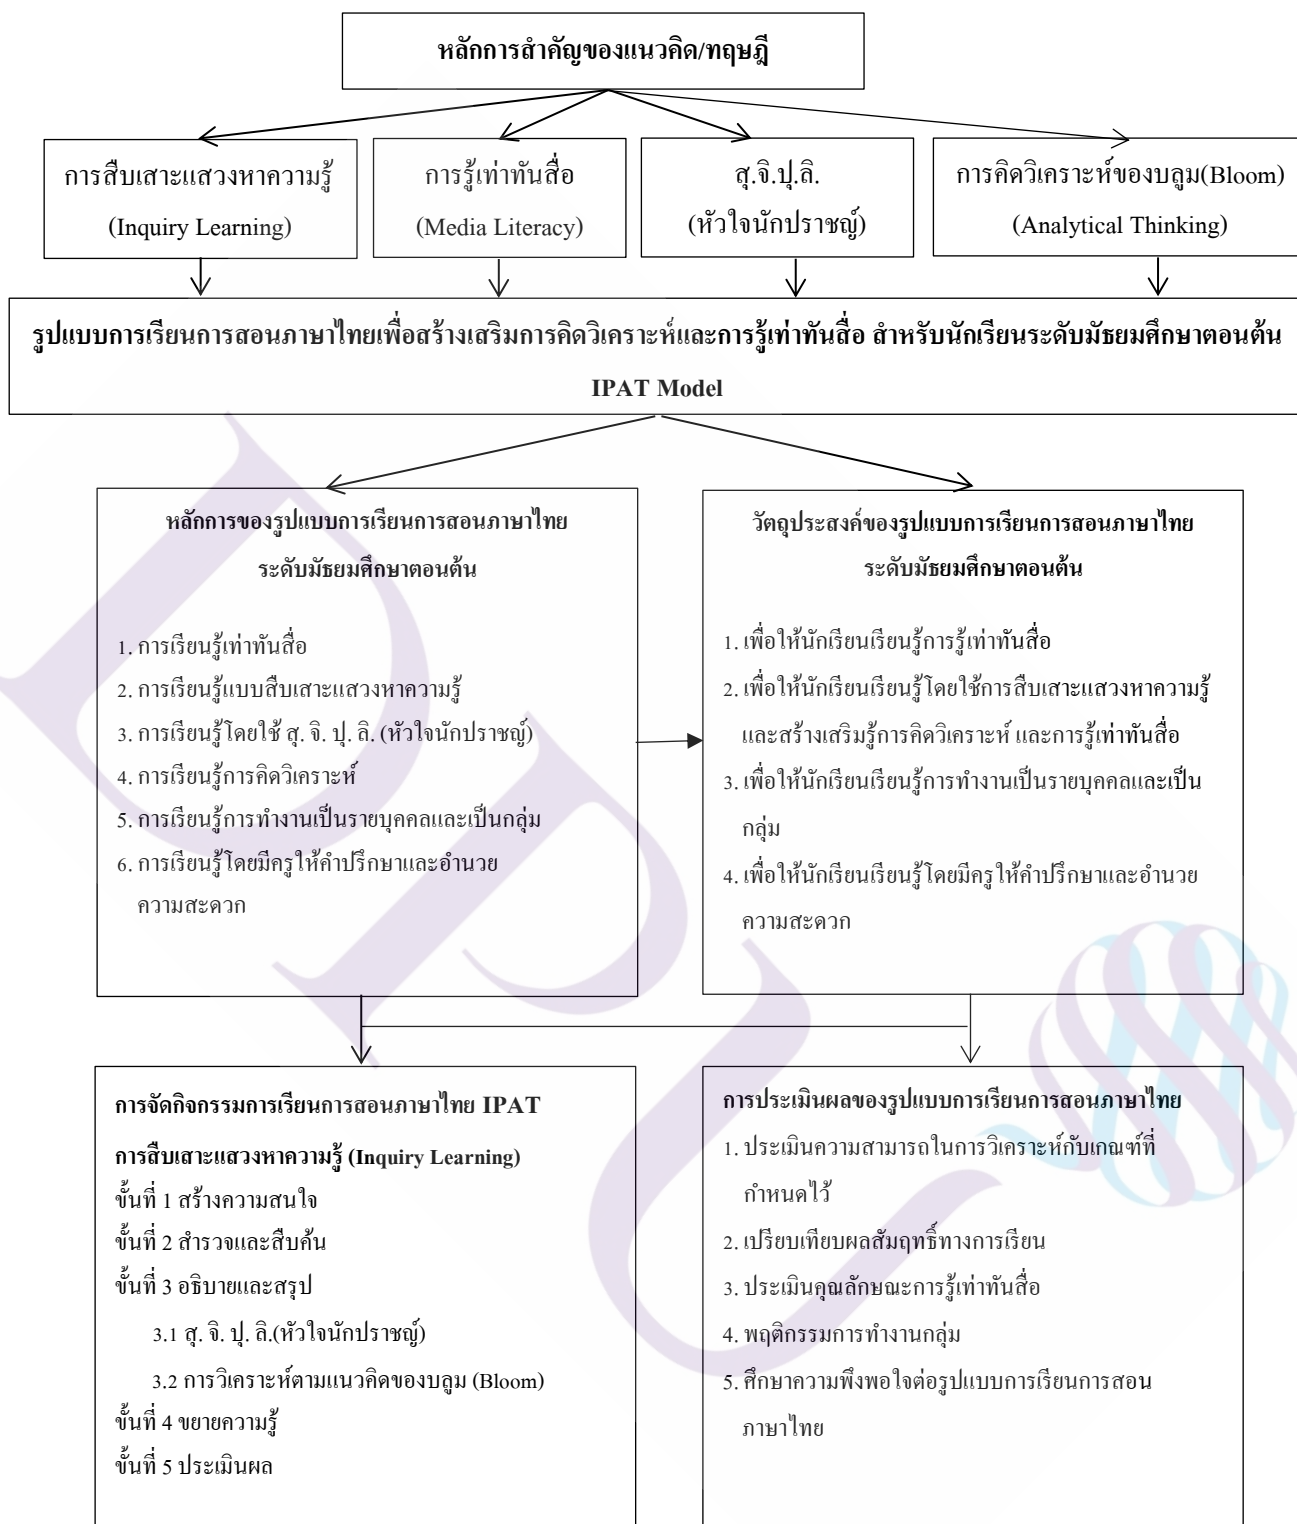 หลักการสำคัญของแนวคิด/ทฤษฎี
การสืบเสาะแสวงหาความรู้
(Inquiry Learning)
การรู้เท่าทันสื่อ
(Media Literacy)
สุ.จิ.ปุ.ลิ.
(หัวใจนักปราชญ์)
การคิดวิเคราะห์ของบลูม(Bloom)
(Analytical Thinking)
รูปแบบการเรียนการสอนภาษาไทยเพื่อสร้างเสริมการคิดวิเคราะห์และการรู้เท่าทันสื่อ สำหรับนักเรียนระดับมัธยมศึกษาตอนต้น
IPAT Model
หลักการของรูปแบบการเรียนการสอนภาษาไทย
ระดับมัธยมศึกษาตอนต้น
1. การเรียนรู้เท่าทันสื่อ
2. การเรียนรู้แบบสืบเสาะแสวงหาความรู้
3. การเรียนรู้โดยใช้ สุ. จิ. ปุ. ลิ. (หัวใจนักปราชญ์)
4. การเรียนรู้การคิดวิเคราะห์
5. การเรียนรู้การทำงานเป็นรายบุคคลและเป็นกลุ่ม
6. การเรียนรู้โดยมีครูให้คำปรึกษาและอำนวย
ความสะดวก
วัตถุประสงค์ของรูปแบบการเรียนการสอนภาษาไทย
ระดับมัธยมศึกษาตอนต้น
1. เพื่อให้นักเรียนเรียนรู้การรู้เท่าทันสื่อ
2. เพื่อให้นักเรียนเรียนรู้โดยใช้การสืบเสาะแสวงหาความรู้
และสร้างเสริมรู้การคิดวิเคราะห์ และการรู้เท่าทันสื่อ
3. เพื่อให้นักเรียนเรียนรู้การทำงานเป็นรายบุคคลและเป็น
กลุ่ม
4. เพื่อให้นักเรียนเรียนรู้โดยมีครูให้คำปรึกษาและอำนวย
ความสะดวก
การจัดกิจกรรมการเรียนการสอนภาษาไทย IPAT
การสืบเสาะแสวงหาความรู้ (Inquiry Learning)
ขั้นที่ 1 สร้างความสนใจ
ขั้นที่ 2 สำรวจและสืบค้น
ขั้นที่ 3 อธิบายและสรุป
3.1 สุ. จิ. ปุ. ลิ.(หัวใจนักปราชญ์)
3.2 การวิเคราะห์ตามแนวคิดของบลูม (Bloom)
ขั้นที่ 4 ขยายความรู้
ขั้นที่ 5 ประเมินผล
การประเมินผลของรูปแบบการเรียนการสอนภาษาไทย
1. ประเมินความสามารถในการวิเคราะห์กับเกณฑ์ที่
กำหนดไว้
2. เปรียบเทียบผลสัมฤทธิ์ทางการเรียน
3. ประเมินคุณลักษณะการรู้เท่าทันสื่อ
4. พฤติกรรมการทำงานกลุ่ม
5. ศึกษาความพึงพอใจต่อรูปแบบการเรียนการสอน
ภาษาไทย
DPU